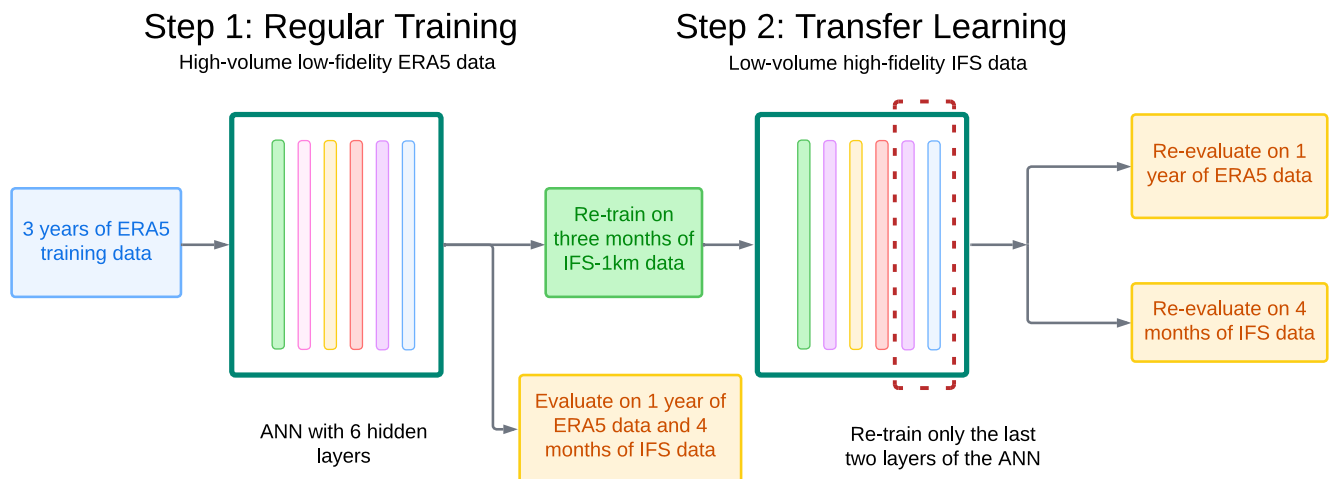 Step 1: Regular Training
High-volume low-fidelity ERA5 data
Step 2: Transfer Learning
Low-volume high-fidelity IFS data
3 years of ERA5
training data
ANN with 6 hidden
layers
Re-train on
three months of
IFS-1km data
Evaluate on 1 year of
ERA5 data and 4
months of IFS data
Re-train only the last
two layers of the ANN
Re-evaluate on 1
year of ERA5 data
Re-evaluate on 4
months of IFS data